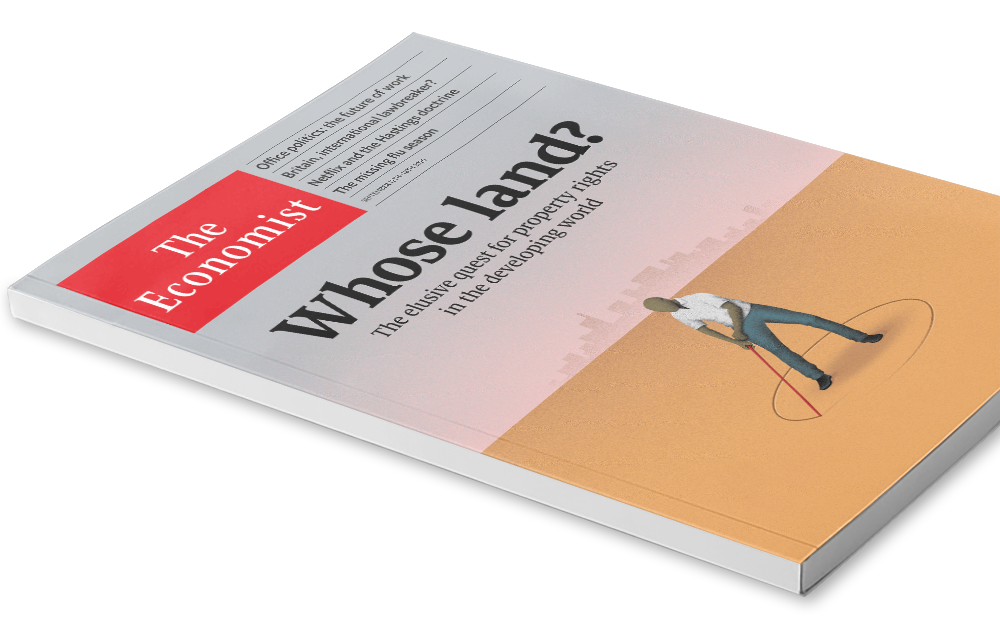 Office politics: the future of work
Britain, international lawbreaker?
Netflix and the Hastings doctrine
The missing flu season
The
Economist
Whose land?
The elusive quest for property rights
in the developing world